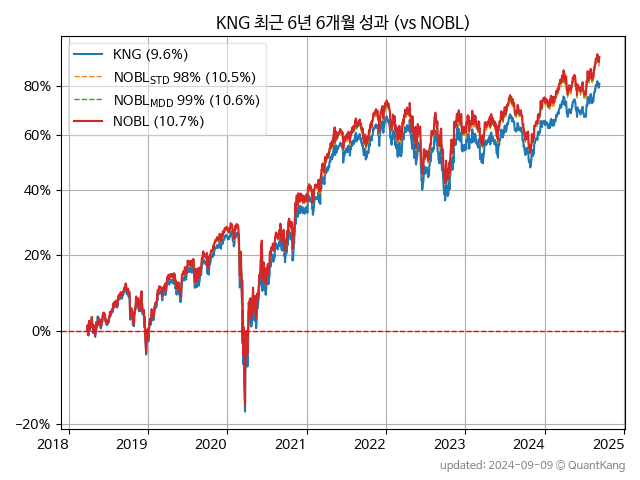 KNG 최근 6년 6개월 성과 (vs NOBL)
KNG (9.6%)
NOBL_STD 98% (10.5%)
NOBL_MDD 99% (10.6%)
NOBL (10.7%)
80%
60%
40%
20%
0%
−20%
2018 2019 2020 2021 2022 2023 2024 2025
updated: 2024-09-09 © QuantKang